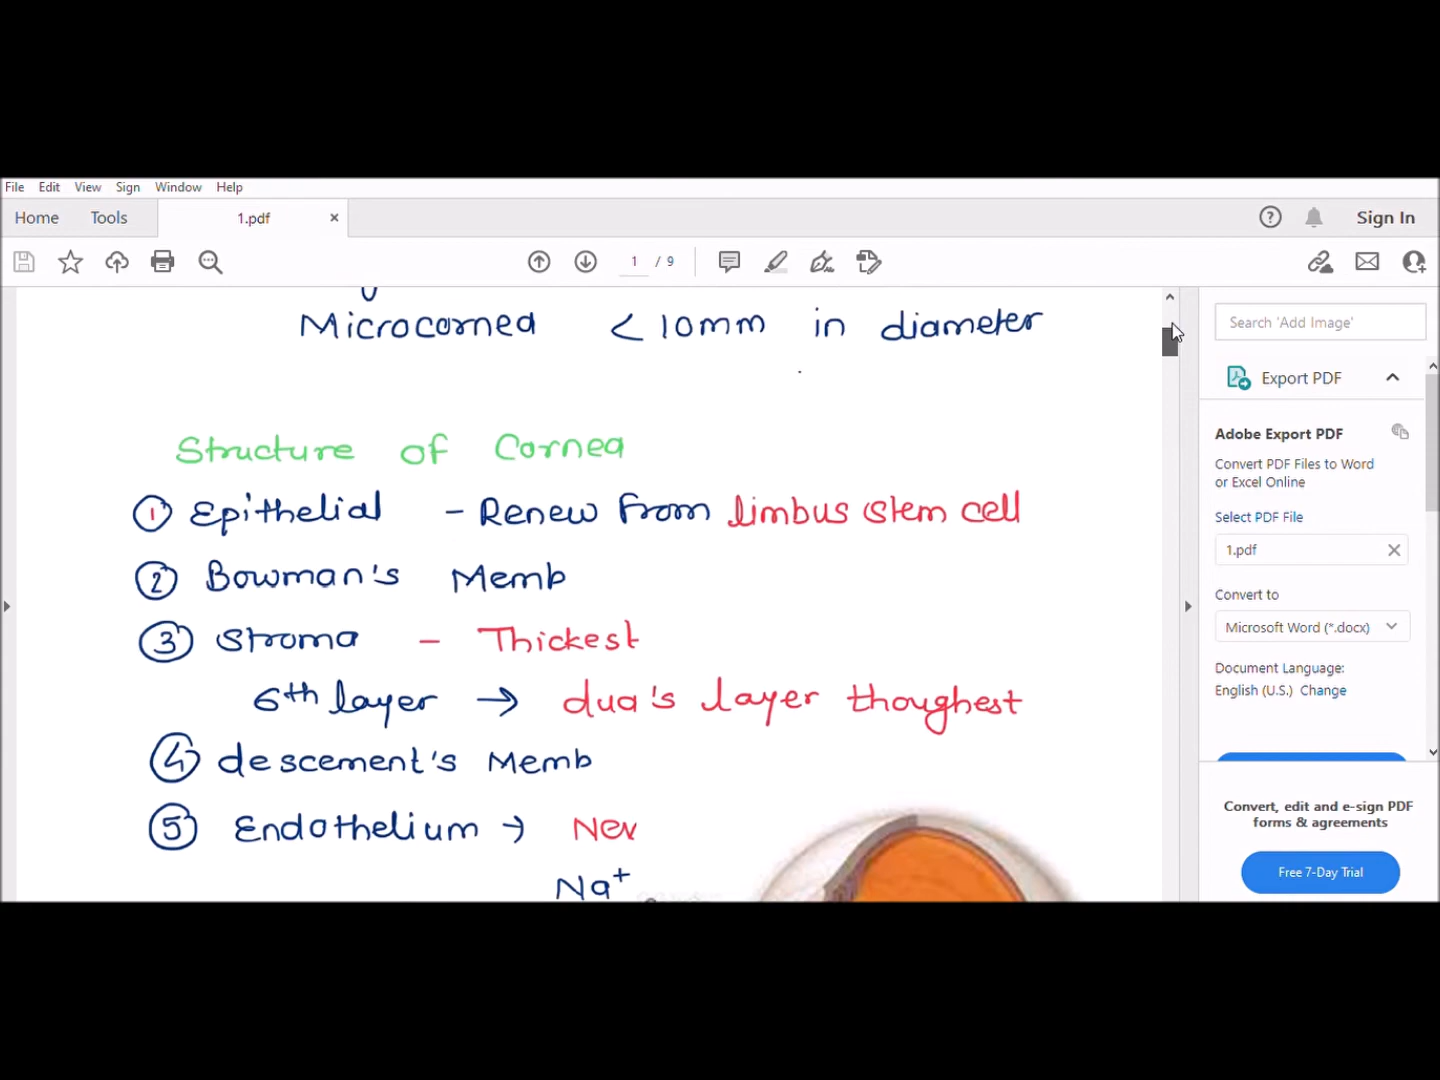 File Edit View Sign Window Help
Home Tools 1.pdf × ? Sign In
1 / 9
Microcornea < 10mm in diameter
Search 'Add Image'
Export PDF
Structure of Cornea
Adobe Export PDF
Convert PDF Files to Word
or Excel Online
① Epithelial - Renew from limbus stem cell
Select PDF File
1.pdf
② Bowman's Memb
Convert to
Microsoft Word (*.docx)
③ Stroma - Thickest
Document Language:
English (U.S.) Change
6th layer → dua's layer thoughest
④ descement's Memb
⑤ Endothelium → Nev
Na+
Convert, edit and e-sign PDF
forms & agreements
Free 7-Day Trial